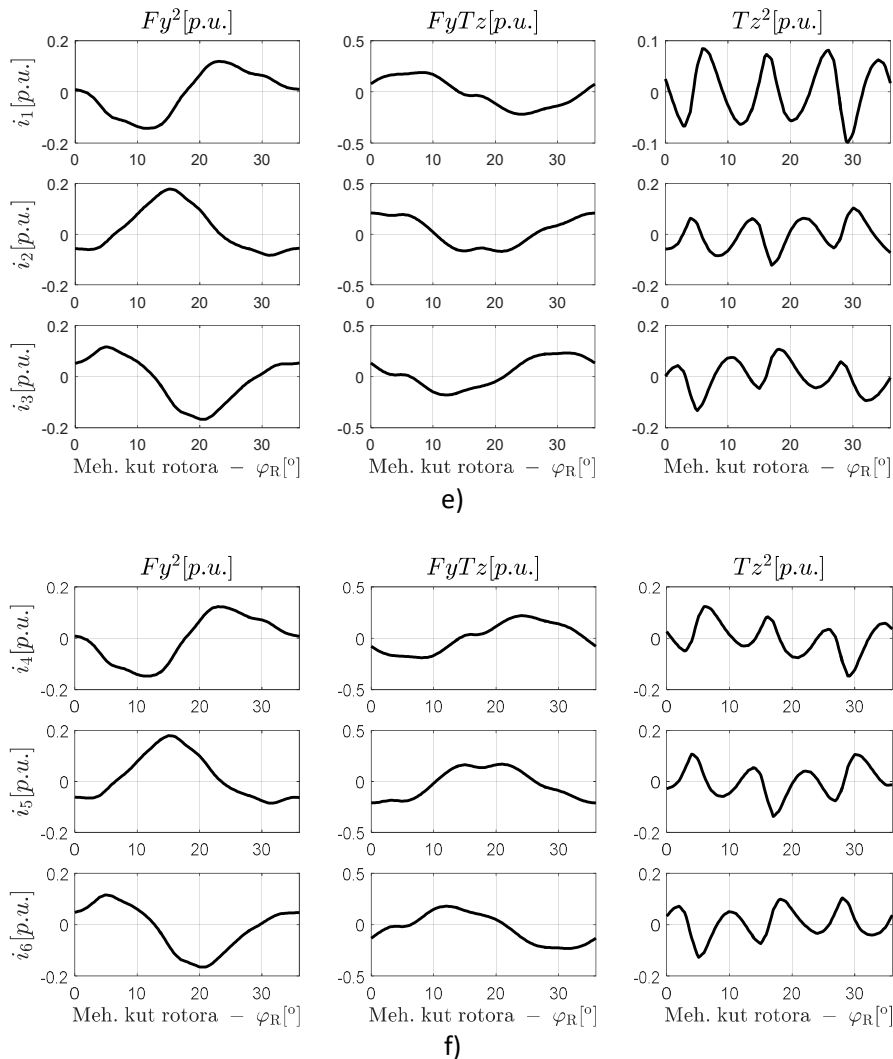 Fy²[p.u.] FyTz[p.u.] Tz²[p.u.]
0.2 0.5 0.1
i₁[p.u.] 0 0 0
-0.2 -0.5 -0.1
0 10 20 30 0 10 20 30 0 10 20 30
0.2 0.5 0.2
i₂[p.u.] 0 0 0
-0.2 -0.5 -0.2
0 10 20 30 0 10 20 30 0 10 20 30
0.2 0.5 0.2
i₃[p.u.] 0 0 0
-0.2 -0.5 -0.2
0 10 20 30 0 10 20 30 0 10 20 30
Meh. kut rotora − φ_R[°] Meh. kut rotora − φ_R[°] Meh. kut rotora − φ_R[°]
e)
Fy²[p.u.] FyTz[p.u.] Tz²[p.u.]
0.2 0.5 0.2
i₄[p.u.] 0 0 0
-0.2 -0.5 -0.2
0 10 20 30 0 10 20 30 0 10 20 30
0.2 0.5 0.2
i₅[p.u.] 0 0 0
-0.2 -0.5 -0.2
0 10 20 30 0 10 20 30 0 10 20 30
0.2 0.5 0.2
i₆[p.u.] 0 0 0
-0.2 -0.5 -0.2
0 10 20 30 0 10 20 30 0 10 20 30
Meh. kut rotora − φ_R[°] Meh. kut rotora − φ_R[°] Meh. kut rotora − φ_R[°]
f)